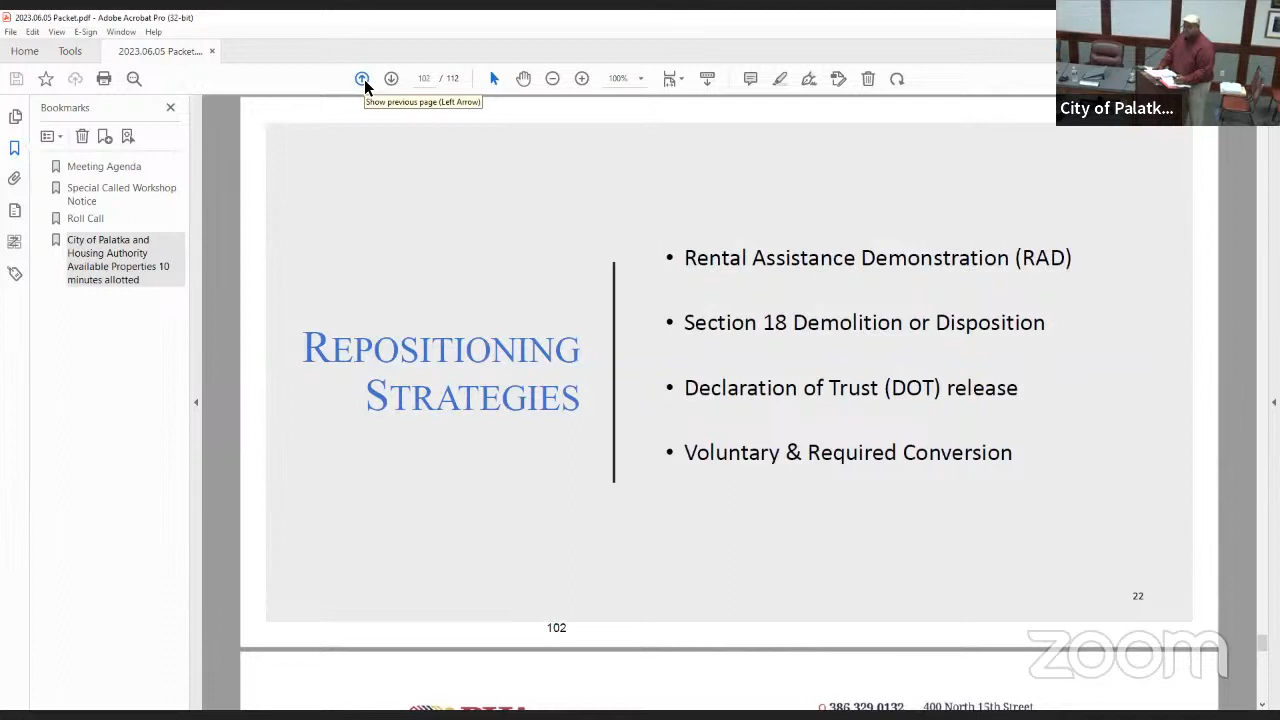 2023.06.05 Packet.pdf - Adobe Acrobat Pro (32-bit)
File Edit View E-Sign Window Help
Home Tools 2023.06.05 Packet.... ×
102 / 112 100%
Show previous page (Left Arrow)
Bookmarks
Meeting Agenda
Special Called Workshop
Notice
Roll Call
City of Palatka and
Housing Authority
Available Properties 10
minutes allotted
REPOSITIONING
STRATEGIES
• Rental Assistance Demonstration (RAD)
• Section 18 Demolition or Disposition
• Declaration of Trust (DOT) release
• Voluntary & Required Conversion
22
102
City of Palatk...
zoom
386.329.0132 400 North 15th Street